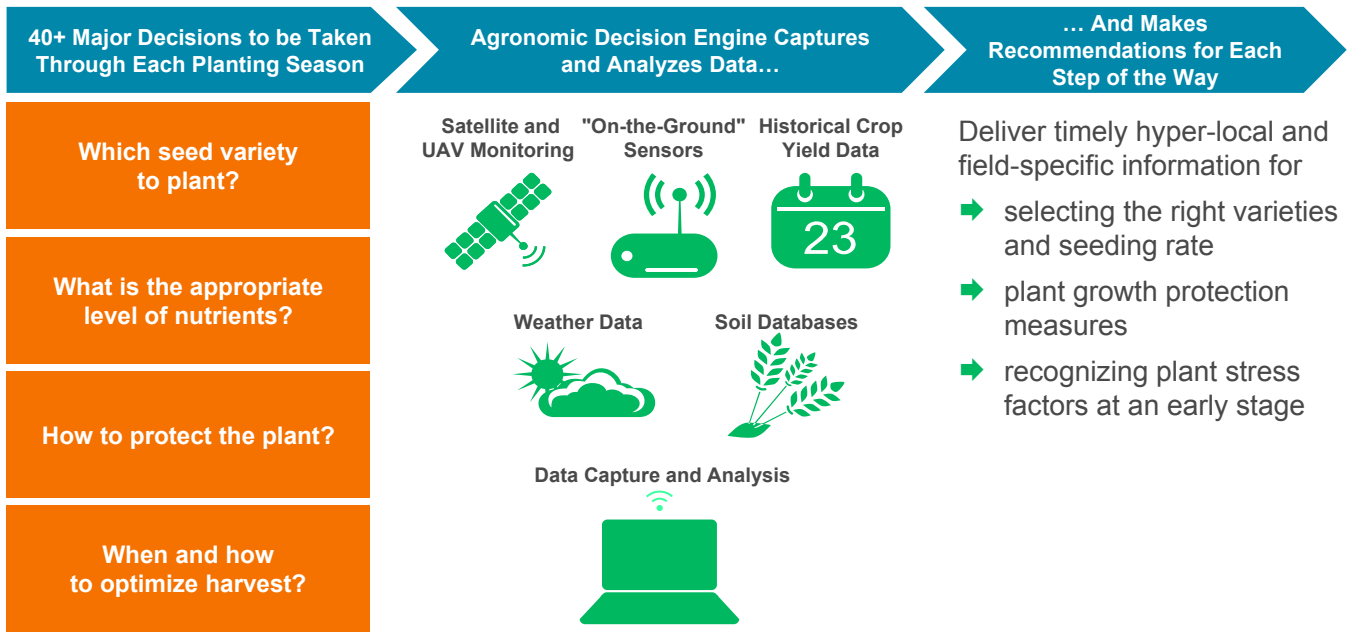 40+ Major Decisions to be Taken
Through Each Planting Season
Agronomic Decision Engine Captures
and Analyzes Data…
… And Makes
Recommendations for Each
Step of the Way
Which seed variety
to plant?
What is the appropriate
level of nutrients?
How to protect the plant?
When and how
to optimize harvest?
Satellite and
UAV Monitoring
"On-the-Ground"
Sensors
Historical Crop
Yield Data
23
Weather Data
Soil Databases
Data Capture and Analysis
Deliver timely hyper-local and
field-specific information for
selecting the right varieties
and seeding rate
plant growth protection
measures
recognizing plant stress
factors at an early stage